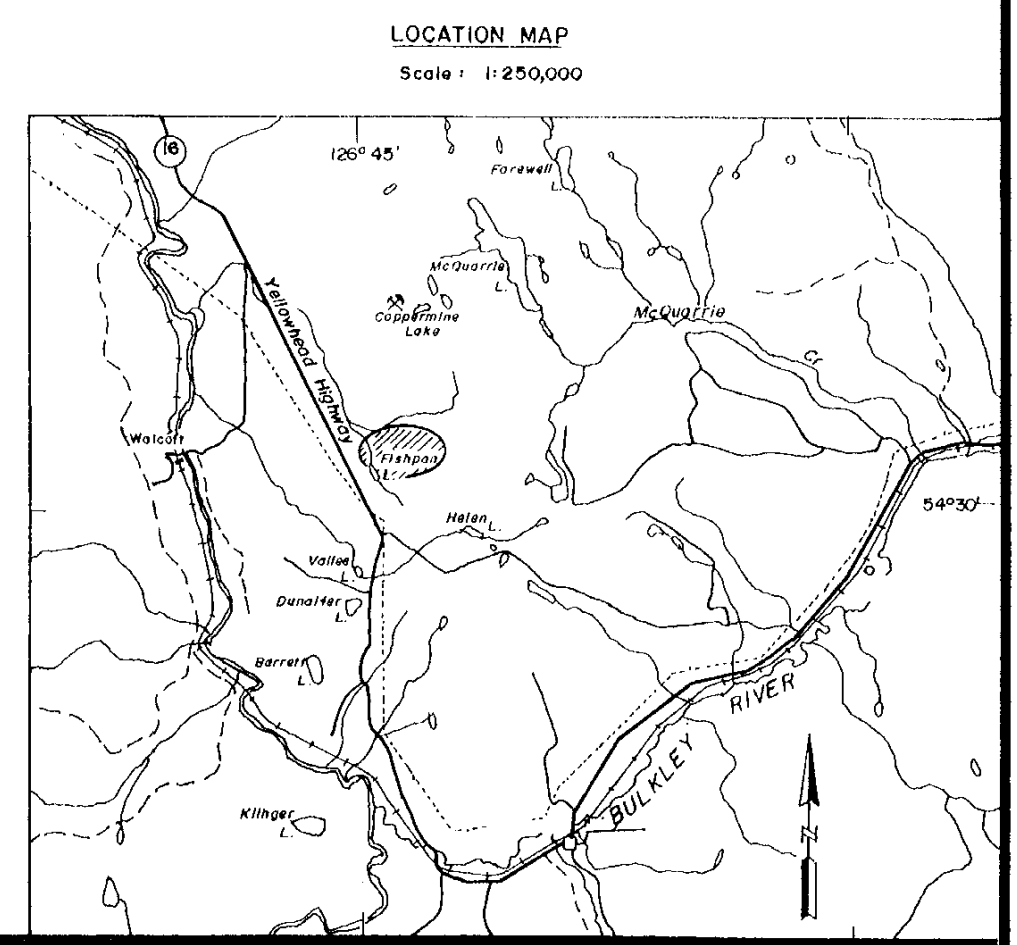 LOCATION MAP
Scale : 1:250,000
16
126° 45'
Farewell
L.
McQuarrie
L.
Coppermine
Lake
McQuarrie
Cr
Yellowhead Highway
Walcott
Fishpan
L.
54°30'
Helen L.
Vallee
L.
Dunalter
L.
Barrett
L.
RIVER
BULKLEY
Klihger
L.
N